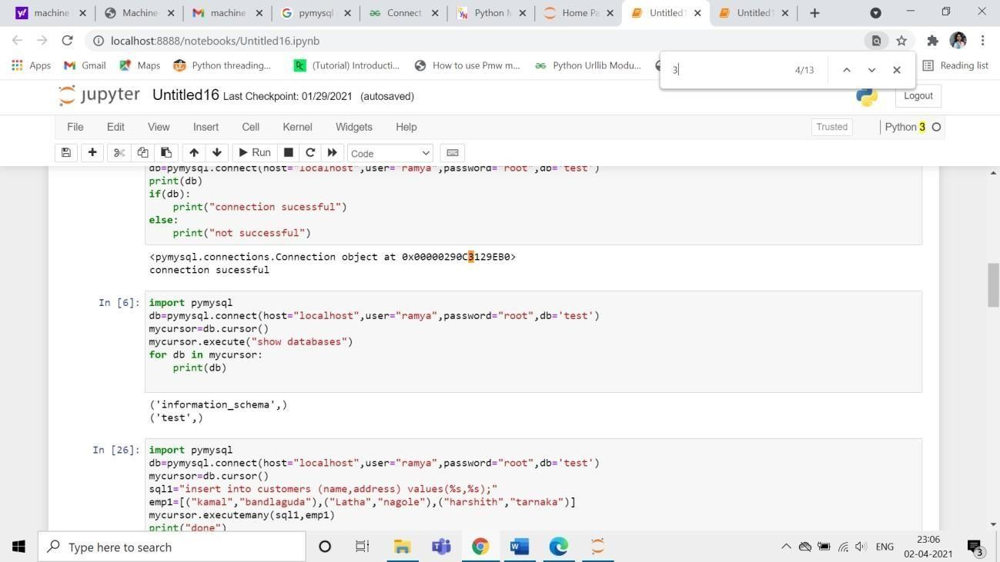 machine
Machine
machine
pymysql
Connect
Python M
Home Pa
Untitled1
Untitled1
localhost:8888/notebooks/Untitled16.ipynb
Apps Gmail Maps Python threading... (Tutorial) Introducti... How to use Pmw m... Python Urllib Modu... Reading list
3 4/13
jupyter Untitled16 Last Checkpoint: 01/29/2021 (autosaved) Logout
File Edit View Insert Cell Kernel Widgets Help Trusted Python 3
Run Code
db=pymysql.connect(host="localhost",user="ramya",password="root",db='test')
print(db)
if(db):
print("connection sucessful")
else:
print("not successful")
<pymysql.connections.Connection object at 0x00000290C3129EB0>
connection sucessful
In [6]: import pymysql
db=pymysql.connect(host="localhost",user="ramya",password="root",db='test')
mycursor=db.cursor()
mycursor.execute("show databases")
for db in mycursor:
print(db)
('information_schema',)
('test',)
In [26]: import pymysql
db=pymysql.connect(host="localhost",user="ramya",password="root",db='test')
mycursor=db.cursor()
sql1="insert into customers (name,address) values(%s,%s);"
emp1=[("kamal","bandlaguda"),("Latha","nagole"),("harshith","tarnaka")]
mycursor.executemany(sql1,emp1)
print("done")
Type here to search
ENG
23:06
02-04-2021
3